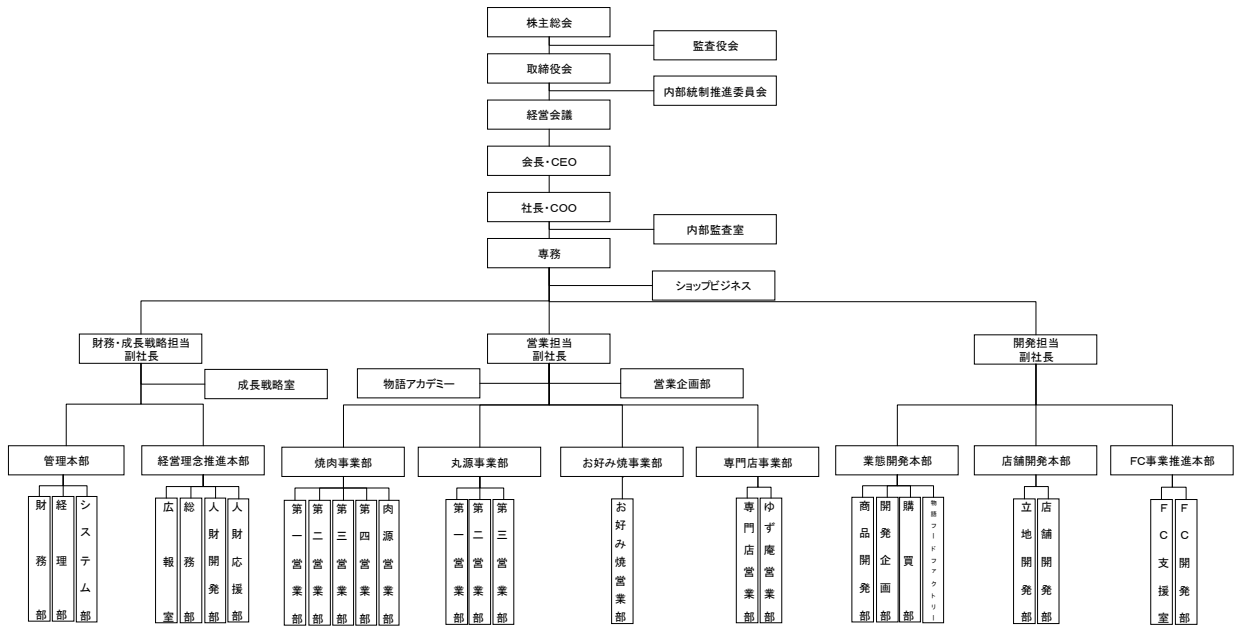 株主総会
監査役会
取締役会
内部統制推進委員会
経営会議
会長・CEO
社長・COO
内部監査室
専務
ショップビジネス
財務・成長戦略担当
副社長
営業担当
副社長
開発担当
副社長
成長戦略室
物語アカデミー
営業企画部
管理本部
経営理念推進本部
焼肉事業部
丸源事業部
お好み焼事業部
専門店事業部
業態開発本部
店舗開発本部
FC事業推進本部
財務部
経理部
システム部
広報室
総務部
人財開発部
人財応援部
第一営業部
第二営業部
第三営業部
第四営業部
肉源営業部
第一営業部
第二営業部
第三営業部
お好み焼営業部
専門店営業部
ゆず庵営業部
商品開発部
開発企画部
購買部
物語フードファクトリー
立地開発部
店舗開発部
FC支援室
FC開発部